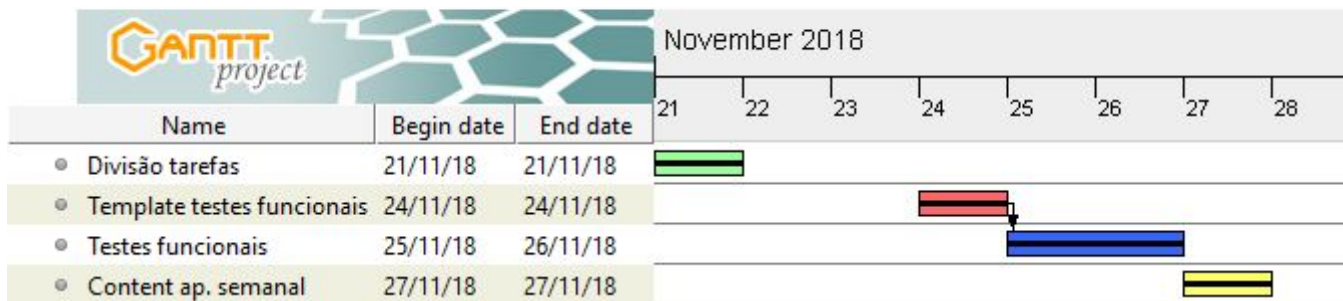 GANTT
project
November 2018
21 22 23 24 25 26 27 28
Name Begin date End date
Divisão tarefas 21/11/18 21/11/18
Template testes funcionais 24/11/18 24/11/18
Testes funcionais 25/11/18 26/11/18
Content ap. semanal 27/11/18 27/11/18